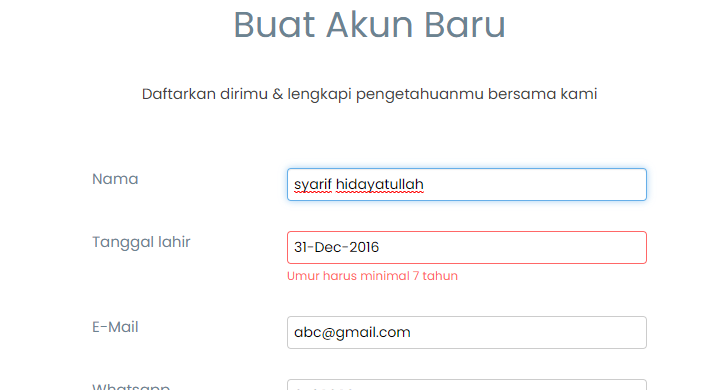 Buat Akun Baru
Daftarkan dirimu & lengkapi pengetahuanmu bersama kami
Nama
syarif hidayatullah
Tanggal lahir
31-Dec-2016
Umur harus minimal 7 tahun
E-Mail
abc@gmail.com
Whatsapp